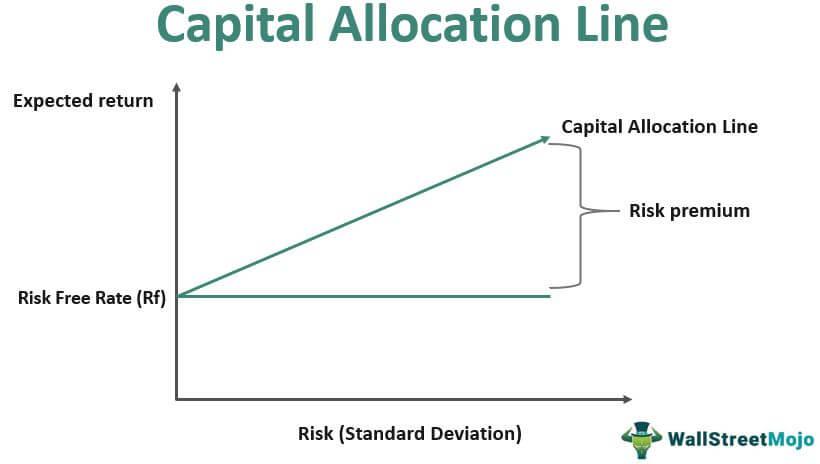 Capital Allocation Line
Expected return
Capital Allocation Line
Risk premium
Risk Free Rate (Rf)
Risk (Standard Deviation)
WallStreetMojo